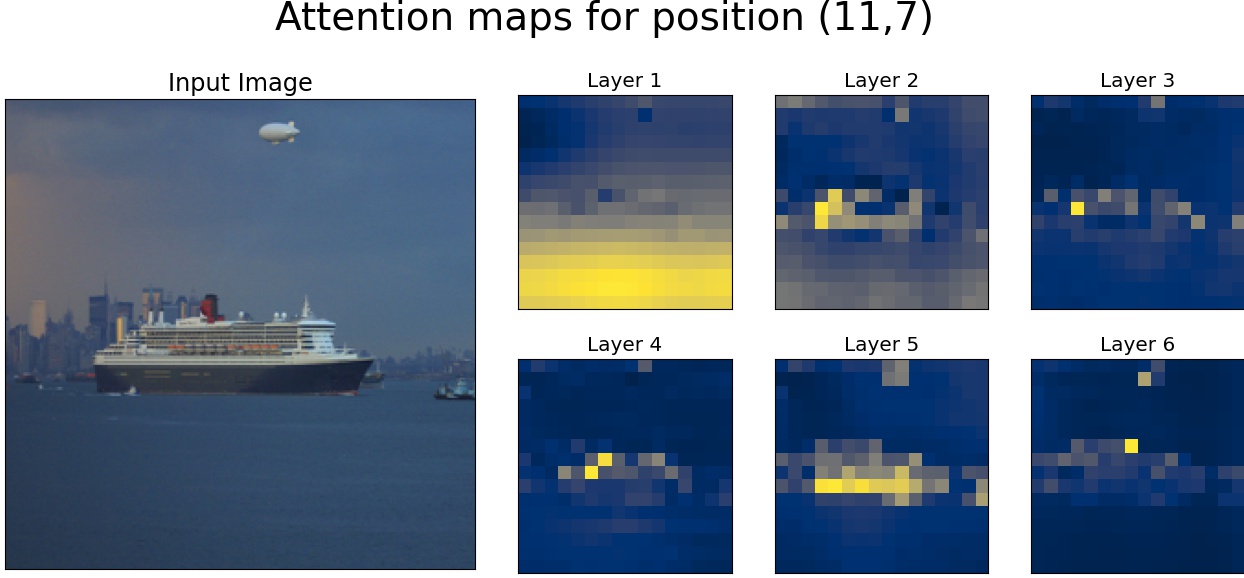 Attention maps for position (11,7)
Input Image
Layer 1
Layer 2
Layer 3
Layer 4
Layer 5
Layer 6